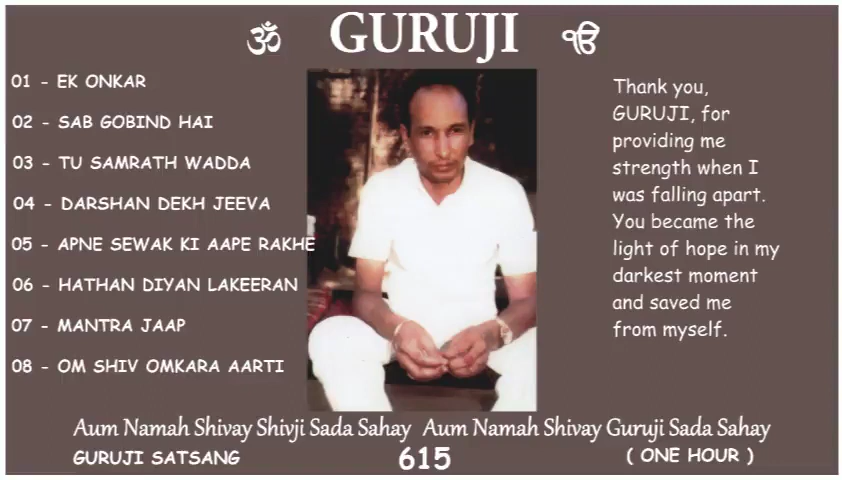 ॐ GURUJI ੴ
01 - EK ONKAR
02 - SAB GOBIND HAI
03 - TU SAMRATH WADDA
04 - DARSHAN DEKH JEEVA
05 - APNE SEWAK KI AAPE RAKHE
06 - HATHAN DIYAN LAKEERAN
07 - MANTRA JAAP
08 - OM SHIV OMKARA AARTI
Thank you,
GURUJI, for
providing me
strength when I
was falling apart.
You became the
light of hope in my
darkest moment
and saved me
from myself.
Aum Namah Shivay Shivji Sada Sahay Aum Namah Shivay Guruji Sada Sahay
GURUJI SATSANG 615 ( ONE HOUR )